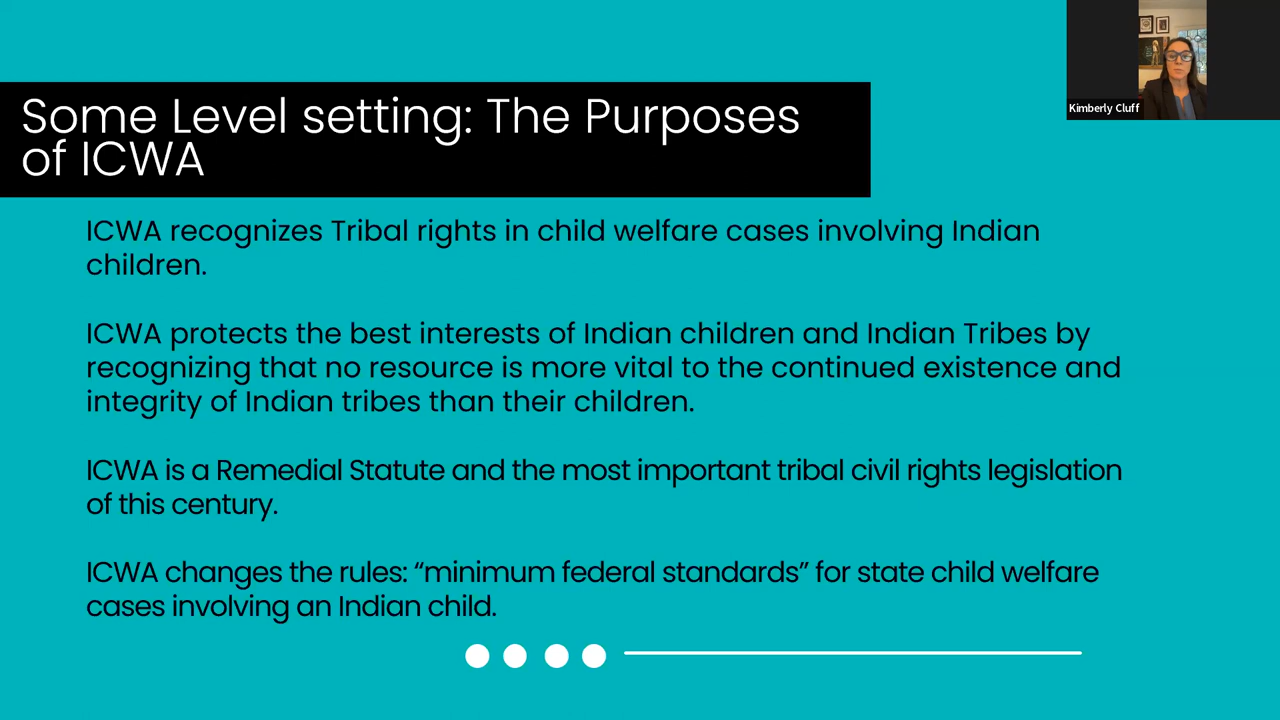 Some Level setting: The Purposes
of ICWA
Kimberly Cluff
ICWA recognizes Tribal rights in child welfare cases involving Indian
children.
ICWA protects the best interests of Indian children and Indian Tribes by
recognizing that no resource is more vital to the continued existence and
integrity of Indian tribes than their children.
ICWA is a Remedial Statute and the most important tribal civil rights legislation
of this century.
ICWA changes the rules: “minimum federal standards” for state child welfare
cases involving an Indian child.